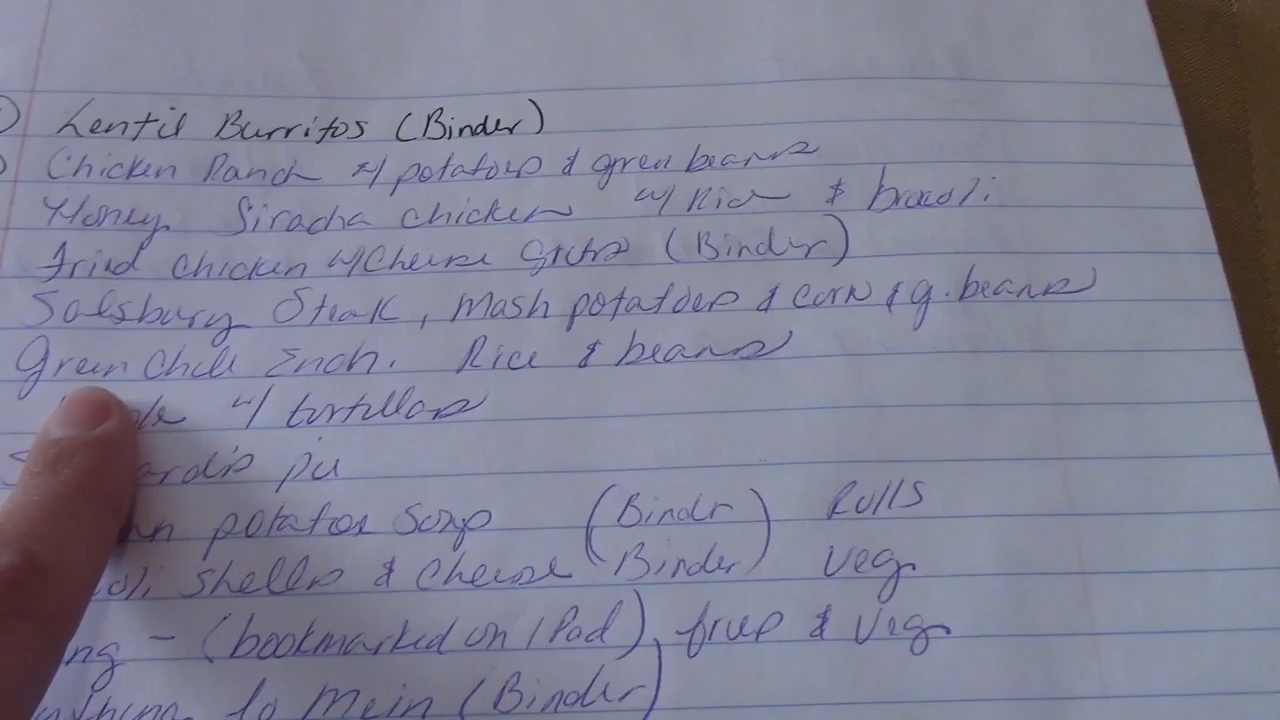 Lentil Burritos (Binder)
Chicken Ranch w/ potatoes & green beans
Honey Siracha chicken w/ Rice & brocoli
Fried chicken w/ Cheese Grits (Binder)
Salsbury Steak, mash potatoes & corn & g. beans
Green Chile Ench. Rice & beans
w/ tortillas
pie
potatoe Soup (Binder) Rolls
Shells & Cheese (Binder) Veg.
(bookmarked on iPad), & Veg
lo mein (Binder)